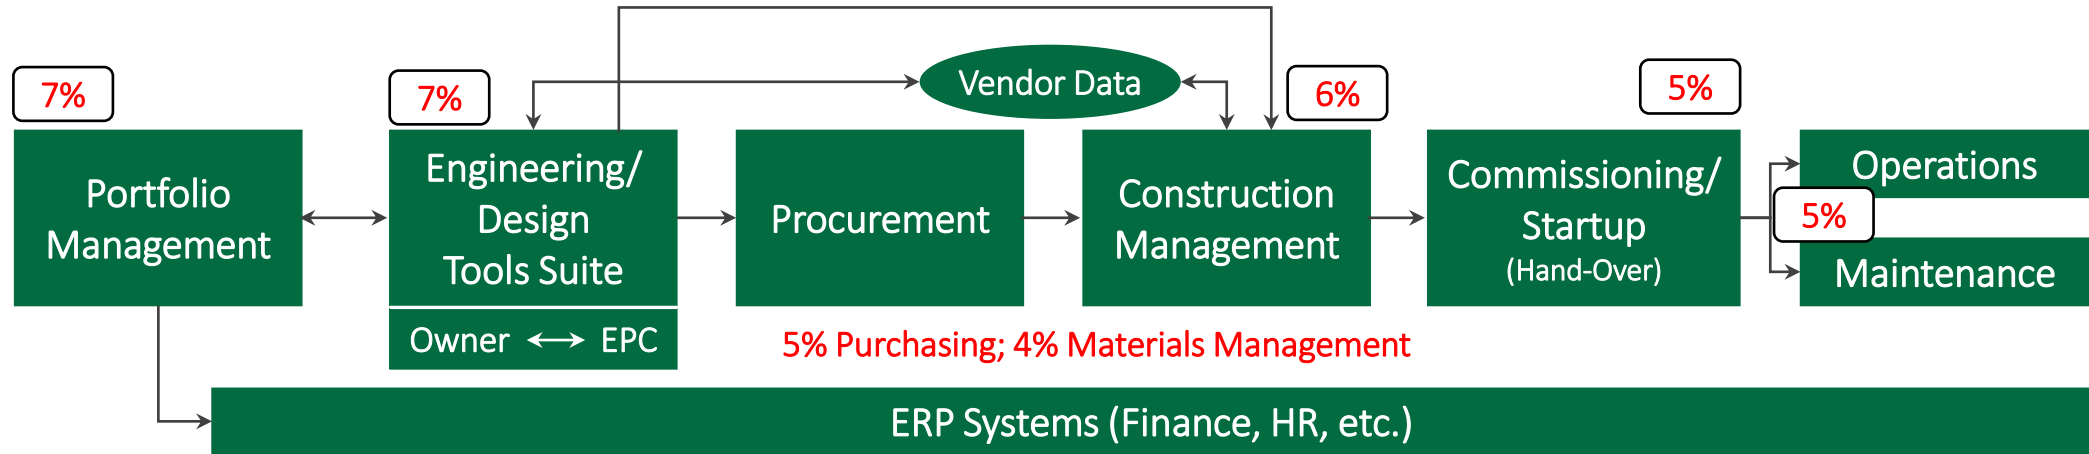 Vendor Data
7%
7%
6%
5%
Portfolio
Management
Engineering/
Design
Tools Suite
Owner
EPC
Procurement
Construction
Management
Commissioning/
Startup
(Hand-Over)
Operations
5%
Maintenance
5% Purchasing; 4% Materials Management
ERP Systems (Finance, HR, etc.)